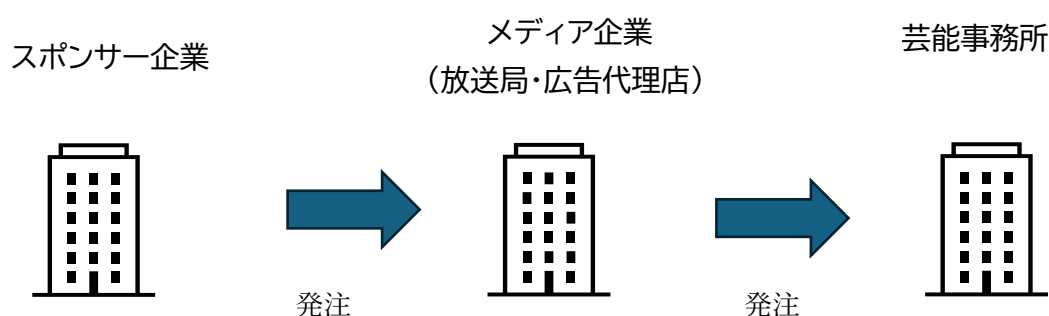 スポンサー企業
メディア企業
（放送局・広告代理店）
芸能事務所
発注
発注